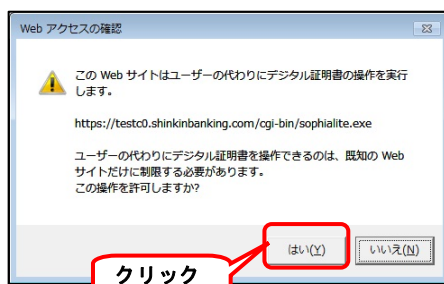 Web アクセスの確認
この Web サイトはユーザーの代わりにデジタル証明書の操作を実行
します。
https://testc0.shinkinbanking.com/cgi-bin/sophialite.exe
ユーザーの代わりにデジタル証明書を操作できるのは、既知の Web
サイトだけに制限する必要があります。
この操作を許可しますか?
はい(Y)
いいえ(N)
クリック